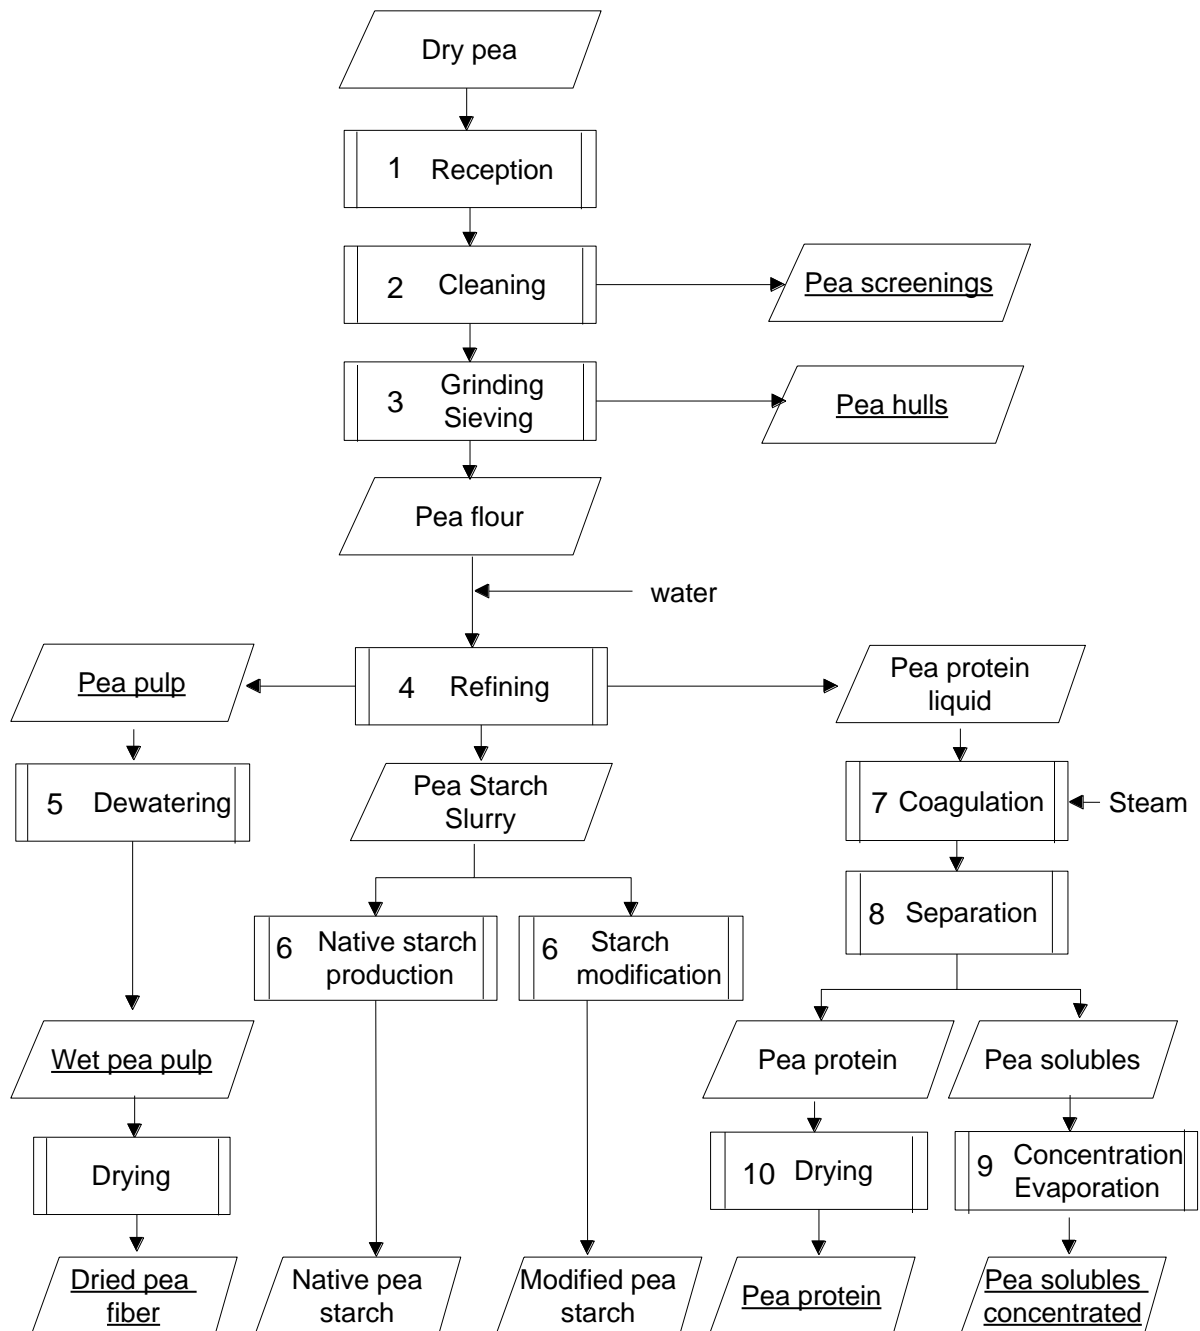 Dry pea
1 Reception
2 Cleaning
Pea screenings
3 Grinding
Sieving
Pea hulls
Pea flour
water
Pea pulp
4 Refining
Pea protein
liquid
5 Dewatering
Pea Starch
Slurry
7 Coagulation
Steam
8 Separation
6 Native starch
production
6 Starch
modification
Wet pea pulp
Pea protein
Pea solubles
Drying
10 Drying
9 Concentration
Evaporation
Dried pea
fiber
Native pea
starch
Modified pea
starch
Pea protein
Pea solubles
concentrated